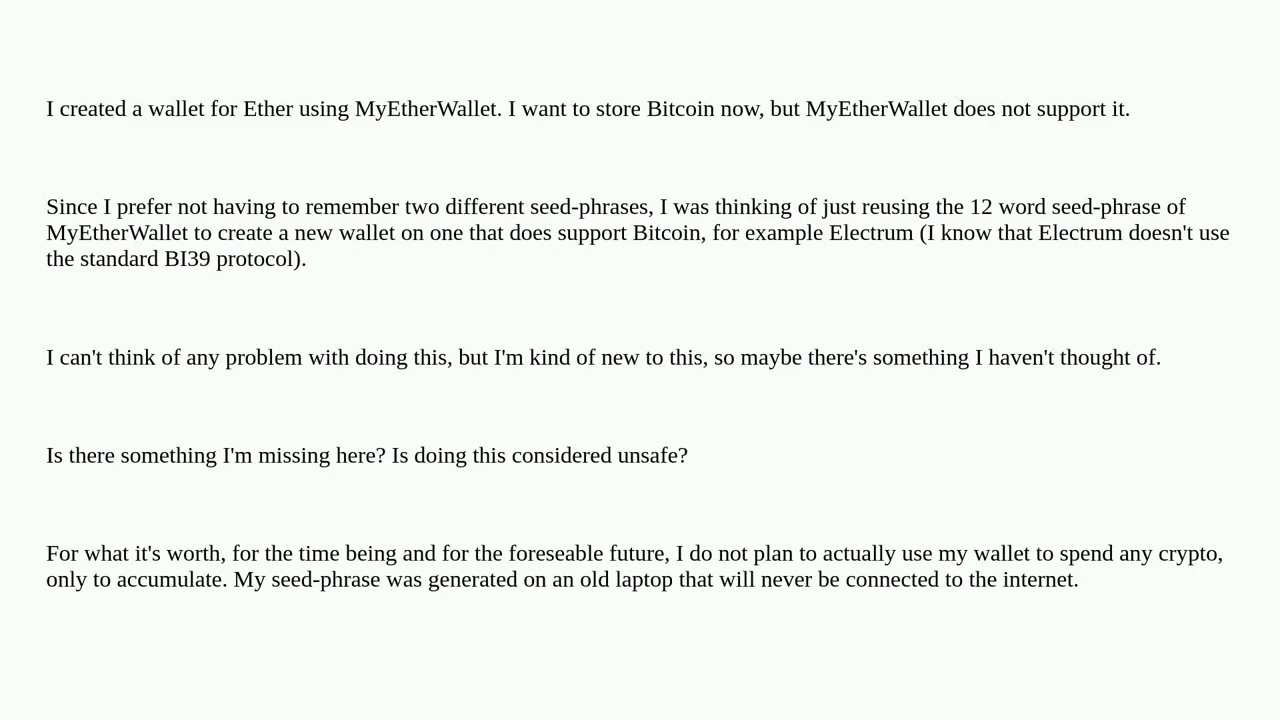 I created a wallet for Ether using MyEtherWallet. I want to store Bitcoin now, but MyEtherWallet does not support it.
Since I prefer not having to remember two different seed-phrases, I was thinking of just reusing the 12 word seed-phrase of
MyEtherWallet to create a new wallet on one that does support Bitcoin, for example Electrum (I know that Electrum doesn't use
the standard BI39 protocol).
I can't think of any problem with doing this, but I'm kind of new to this, so maybe there's something I haven't thought of.
Is there something I'm missing here? Is doing this considered unsafe?
For what it's worth, for the time being and for the foreseable future, I do not plan to actually use my wallet to spend any crypto,
only to accumulate. My seed-phrase was generated on an old laptop that will never be connected to the internet.